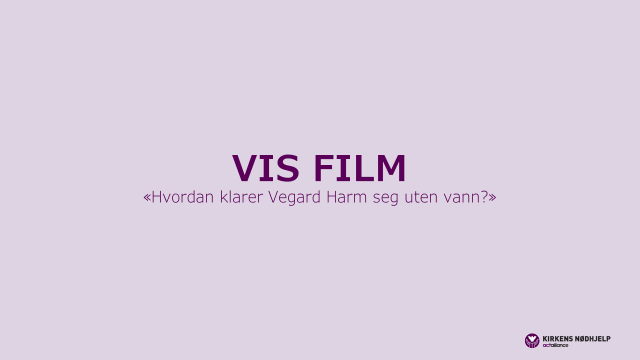 VIS FILM
«Hvordan klarer Vegard Harm seg uten vann?»
KIRKENS NØDHJELP
actalliance